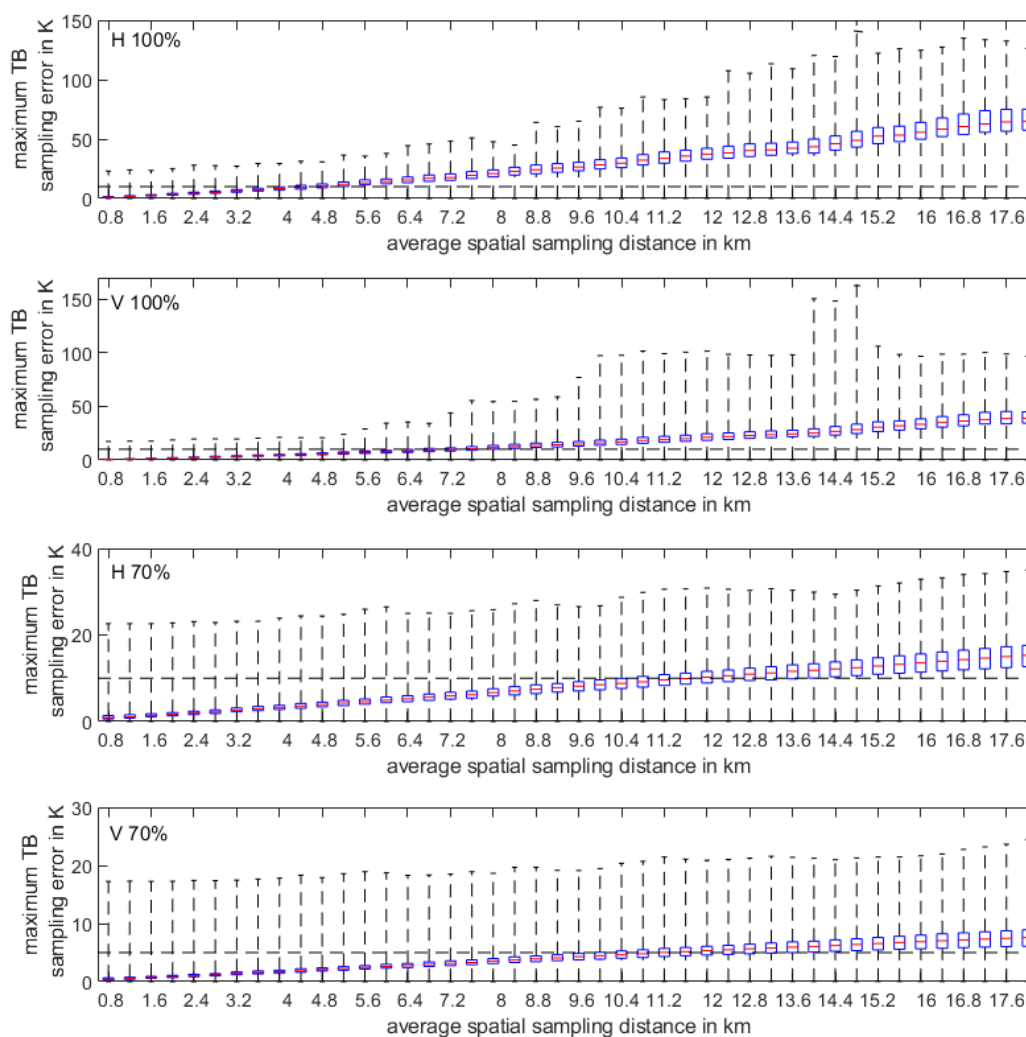 maximum TB
sampling error in K
150
100
50
0
H 100%
0.8 1.6 2.4 3.2 4 4.8 5.6 6.4 7.2 8 8.8 9.6 10.4 11.2 12 12.8 13.6 14.4 15.2 16 16.8 17.6
average spatial sampling distance in km
maximum TB
sampling error in K
150
100
50
0
V 100%
0.8 1.6 2.4 3.2 4 4.8 5.6 6.4 7.2 8 8.8 9.6 10.4 11.2 12 12.8 13.6 14.4 15.2 16 16.8 17.6
average spatial sampling distance in km
maximum TB
sampling error in K
40
20
0
H 70%
0.8 1.6 2.4 3.2 4 4.8 5.6 6.4 7.2 8 8.8 9.6 10.4 11.2 12 12.8 13.6 14.4 15.2 16 16.8 17.6
average spatial sampling distance in km
maximum TB
sampling error in K
30
20
10
0
V 70%
0.8 1.6 2.4 3.2 4 4.8 5.6 6.4 7.2 8 8.8 9.6 10.4 11.2 12 12.8 13.6 14.4 15.2 16 16.8 17.6
average spatial sampling distance in km